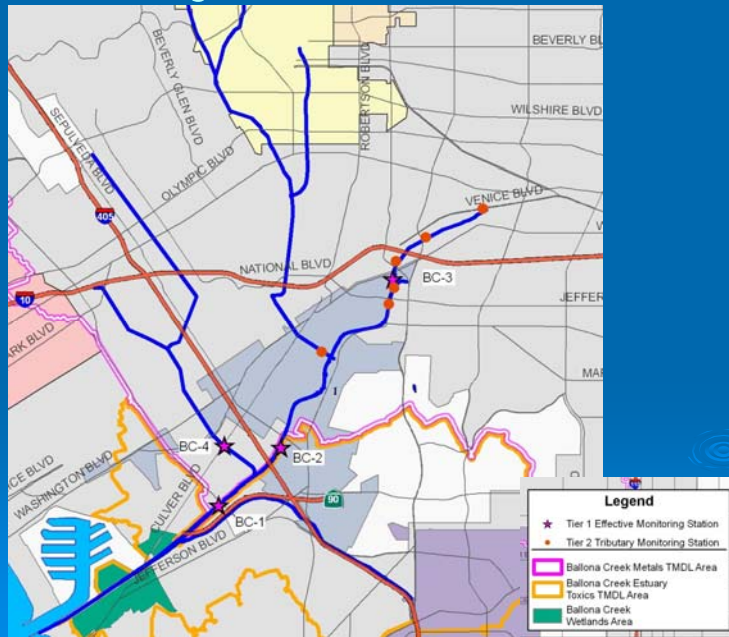 BEVERLY GLEN BLVD
ROBERTSON BLVD
BEVERLY BL
WILSHIRE BLVD
SEPULVEDA BLVD
OLYMPIC BLVD
VENICE BLVD
405
W
NATIONAL BLVD
BC-3
10
JEFFER
ARK BLVD
MAR
1
BC-4
BC-2
ICE BLVD
WASHINGTON BLVD
CULVER BLVD
90
BC-1
JEFFERSON BLVD
Legend
Tier 1 Effective Monitoring Station
Tier 2 Tributary Monitoring Station
Ballona Creek Metals TMDL Area
Ballona Creek Estuary
Toxics TMDL Area
Ballona Creek
Wetlands Area